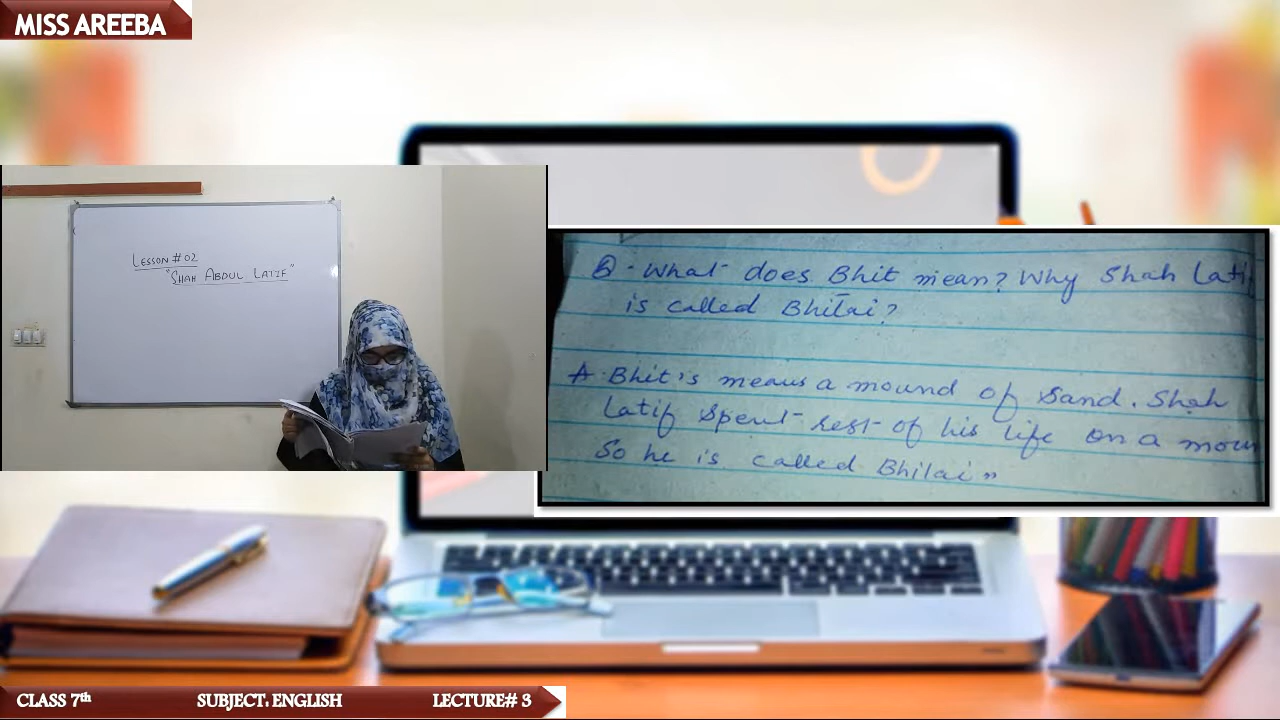 MISS AREEBA
LESSON # 02
"SHAH ABDUL LATIF"
Q. What does Bhit mean? Why Shah Lati
is called Bhitai?
A. Bhit is means a mound of Sand. Shah
Latif Spent rest of his life on a moun
So he is called Bhitai"
CLASS 7th SUBJECT. ENGLISH LECTURE# 3